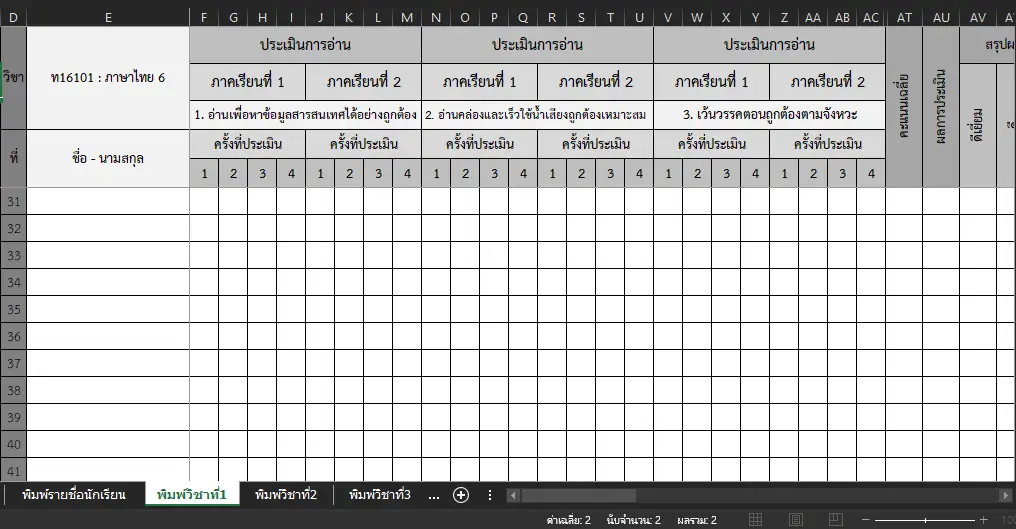 D E F G H I J K L M N O P Q R S T U V W X Y Z AA AB AC AT AU AV
วิชา ท16101 : ภาษาไทย 6 ประเมินการอ่าน ประเมินการอ่าน ประเมินการอ่าน คะแนนเฉลี่ย ผลการประเมิน
ภาคเรียนที่ 1 ภาคเรียนที่ 2 ภาคเรียนที่ 1 ภาคเรียนที่ 2 ภาคเรียนที่ 1 ภาคเรียนที่ 2 ดีเยี่ยม
1. อ่านเพื่อหาข้อมูลสารสนเทศได้อย่างถูกต้อง 2. อ่านคล่องและเร็วใช้น้ำเสียงถูกต้องเหมาะสม 3. เว้นวรรคตอนถูกต้องตามจังหวะ
ที่ ชื่อ - นามสกุล ครั้งที่ประเมิน ครั้งที่ประเมิน ครั้งที่ประเมิน ครั้งที่ประเมิน ครั้งที่ประเมิน ครั้งที่ประเมิน
1 2 3 4 1 2 3 4 1 2 3 4 1 2 3 4 1 2 3 4 1 2 3 4
31
32
33
34
35
36
37
38
39
40
41
พิมพ์รายชื่อนักเรียน พิมพ์วิชาที่1 พิมพ์วิชาที่2 พิมพ์วิชาที่3 ...
ค่าเฉลี่ย: 2 นับจำนวน: 2 ผลรวม: 2